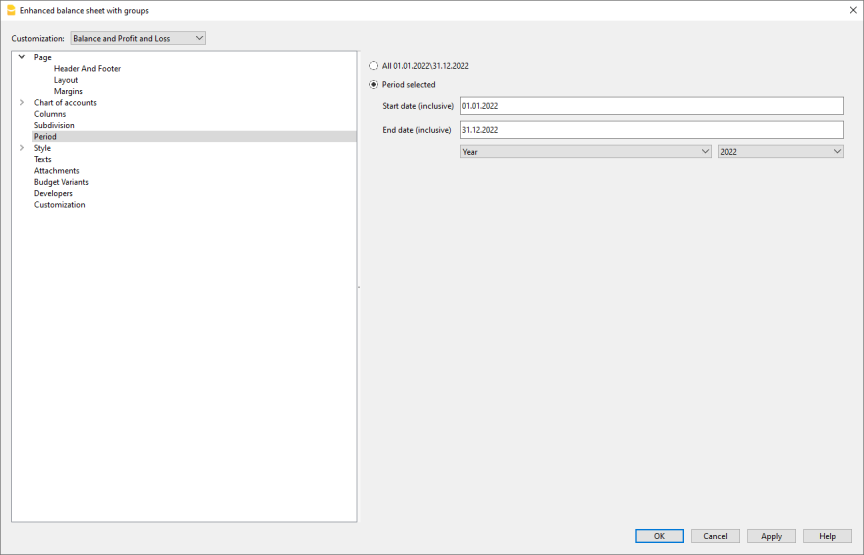 Enhanced balance sheet with groups
Customization: Balance and Profit and Loss
Page
Header And Footer
Layout
Margins
Chart of accounts
Columns
Subdivision
Period
Style
Texts
Attachments
Budget Variants
Developers
Customization
All 01.01.2022\31.12.2022
Period selected
Start date (inclusive) 01.01.2022
End date (inclusive) 31.12.2022
Year 2022
OK Cancel Apply Help